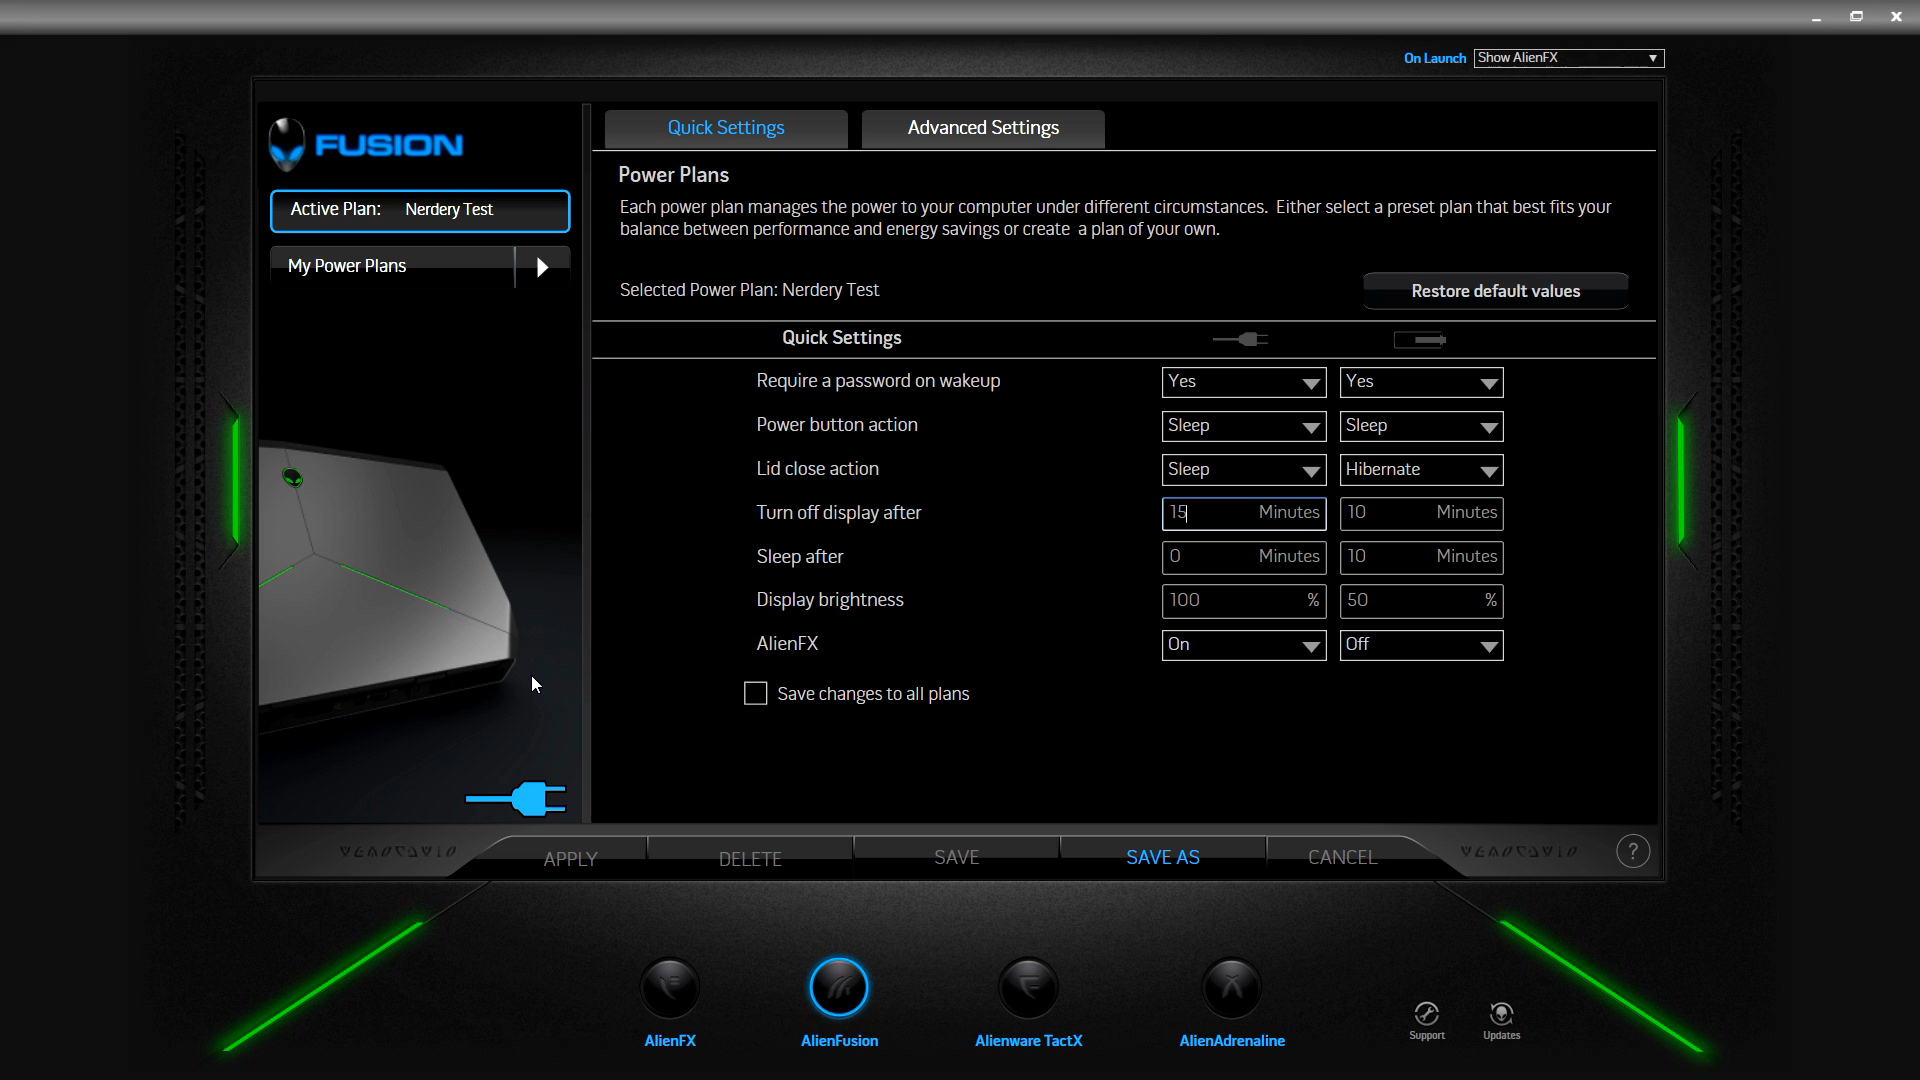 On Launch Show AlienFX
FUSION
Active Plan: Nerdery Test
My Power Plans
Quick Settings Advanced Settings
Power Plans
Each power plan manages the power to your computer under different circumstances. Either select a preset plan that best fits your
balance between performance and energy savings or create a plan of your own.
Selected Power Plan: Nerdery Test Restore default values
Quick Settings
Require a password on wakeup Yes Yes
Power button action Sleep Sleep
Lid close action Sleep Hibernate
Turn off display after 15 Minutes 10 Minutes
Sleep after 0 Minutes 10 Minutes
Display brightness 100 % 50 %
AlienFX On Off
Save changes to all plans
APPLY DELETE SAVE SAVE AS CANCEL ?
AlienFX AlienFusion Alienware TactX AlienAdrenaline Support Updates